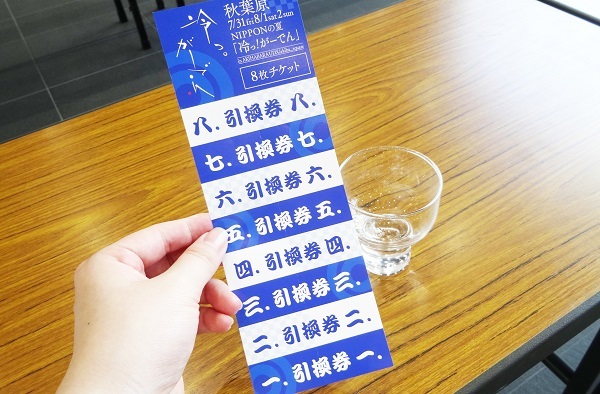 冷っ。
がーでん
秋葉原
7/31fri 8/1sat 2sun
NIPPONの夏
「冷っ!がーでん」
8枚チケット
八. 引換券 八.
七. 引換券 七.
六. 引換券 六.
五. 引換券 五.
四. 引換券 四.
三. 引換券 三.
二. 引換券 二.
一. 引換券 一.